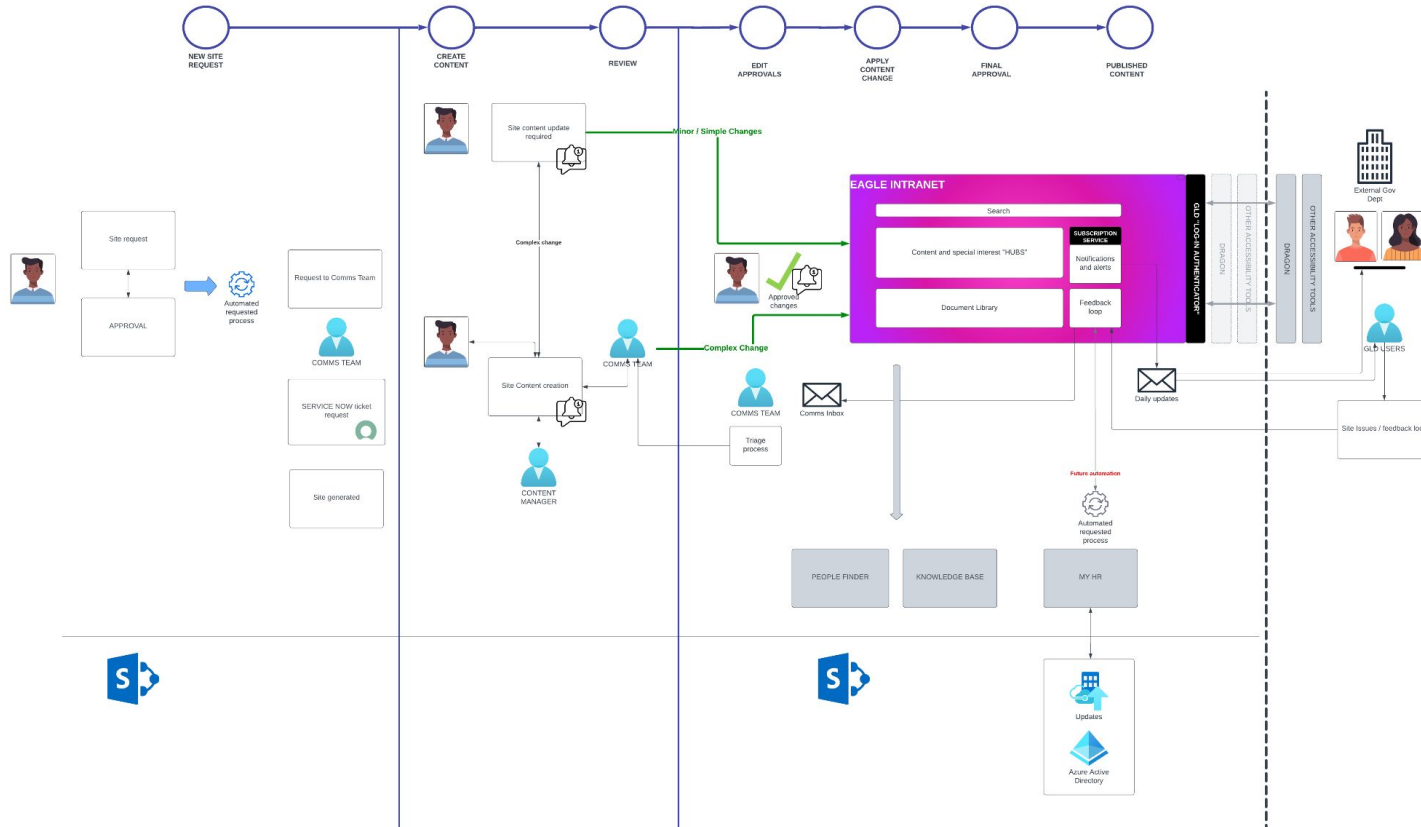 NEW SITE
REQUEST
CREATE
CONTENT
REVIEW
EDIT
APPROVALS
APPLY
CONTENT
CHANGE
FINAL
APPROVAL
PUBLISHED
CONTENT
Site request
APPROVAL
Automated
requested
process
Request to Comms Team
COMMS TEAM
SERVICE NOW ticket
request
Site generated
Site content update
required
1
Minor / Simple Changes
Complex change
Site Content creation
1
COMMS TEAM
CONTENT
MANAGER
Complex Change
Approved
changes
1
COMMS TEAM
Triage
process
Comms Inbox
EAGLE INTRANET
Search
Content and special interest "HUBS"
SUBSCRIPTION
SERVICE
Notifications
and alerts
Document Library
Feedback
loop
GLD "LOG-IN AUTHENTICATOR"
DRAGON
OTHER ACCESSIBILITY TOOLS
DRAGON
OTHER ACCESSIBILITY TOOLS
External Gov
Dept
GLD USERS
Daily updates
Site Issues / feedback
Future automation
Automated
requested
process
PEOPLE FINDER
KNOWLEDGE BASE
MY HR
S
S
Updates
Azure Active
Directory